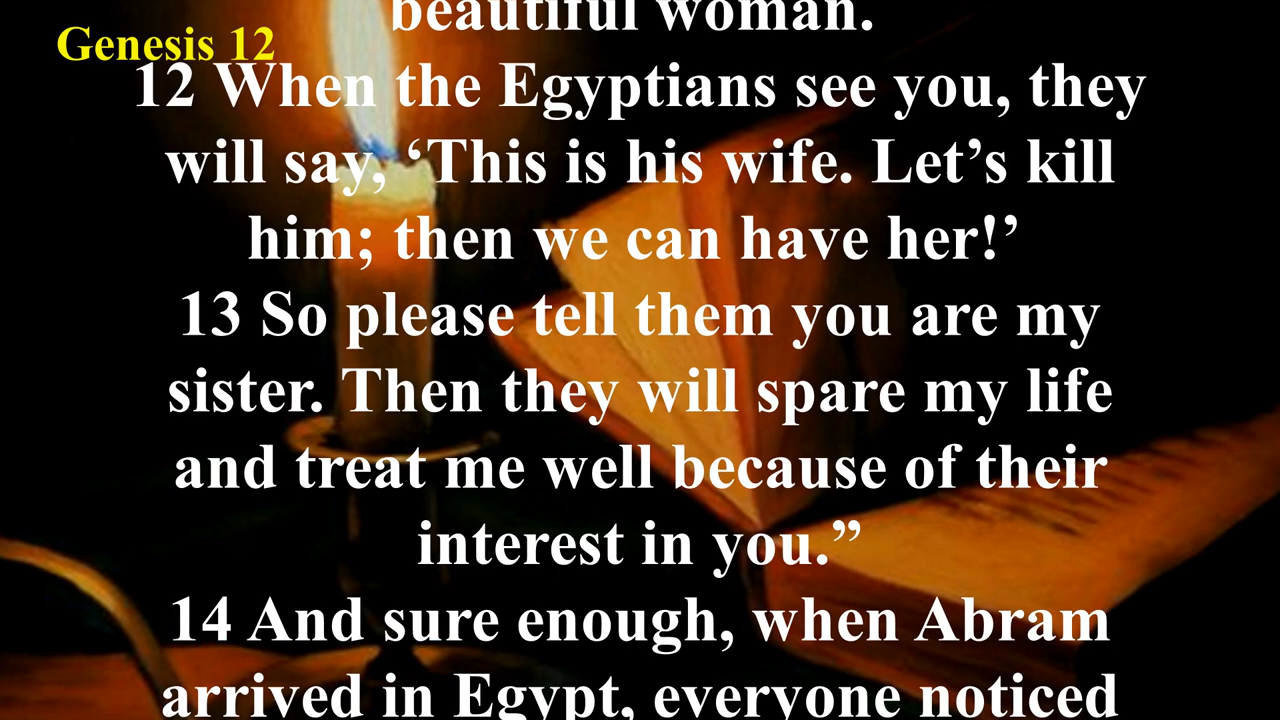 beautiful woman.
Genesis 12
12 When the Egyptians see you, they
will say, ‘This is his wife. Let’s kill
him; then we can have her!’
13 So please tell them you are my
sister. Then they will spare my life
and treat me well because of their
interest in you.”
14 And sure enough, when Abram
arrived in Egypt, everyone noticed